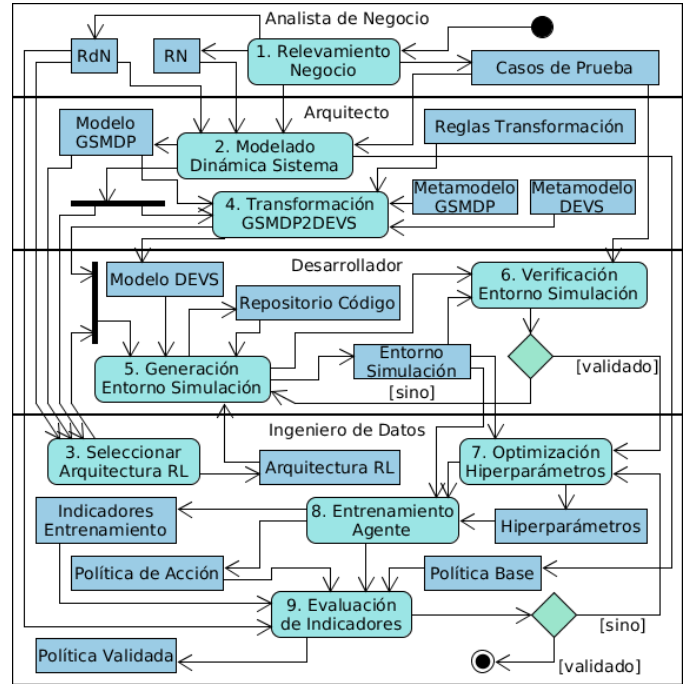 Analista de Negocio
RdN
RN
1. Relevamiento
Negocio
Casos de Prueba
Arquitecto
Modelo
GSMDP
2. Modelado
Dinámica Sistema
Reglas Transformación
4. Transformación
GSMDP2DEVS
Metamodelo
GSMDP
Metamodelo
DEVS
Desarrollador
Modelo DEVS
Repositorio Código
6. Verificación
Entorno Simulación
5. Generación
Entorno Simulación
Entorno
Simulación
[validado]
[sino]
Ingeniero de Datos
3. Seleccionar
Arquitectura RL
Arquitectura RL
7. Optimización
Hiperparámetros
Indicadores
Entrenamiento
8. Entrenamiento
Agente
Hiperparámetros
Política de Acción
Política Base
9. Evaluación
de Indicadores
[sino]
Política Validada
[validado]